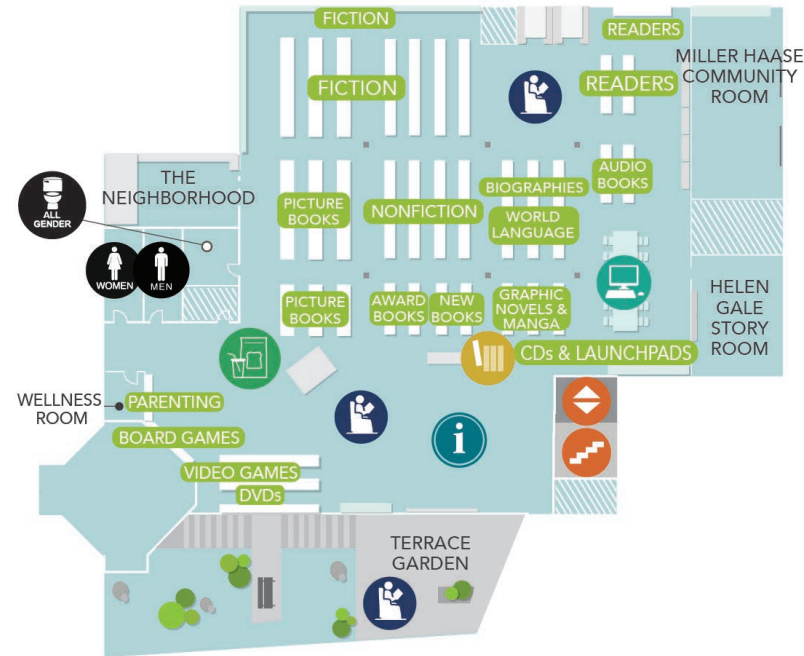 FICTION
READERS
FICTION
READERS
MILLER HAASE
COMMUNITY
ROOM
THE
NEIGHBORHOOD
ALL
GENDER
WOMEN
MEN
PICTURE
BOOKS
NONFICTION
BIOGRAPHIES
WORLD
LANGUAGE
AUDIO
BOOKS
PICTURE
BOOKS
AWARD
BOOKS
NEW
BOOKS
GRAPHIC
NOVELS &
MANGA
HELEN
GALE
STORY
ROOM
CDs & LAUNCHPADS
WELLNESS
ROOM
PARENTING
BOARD GAMES
i
VIDEO GAMES
DVDs
TERRACE
GARDEN